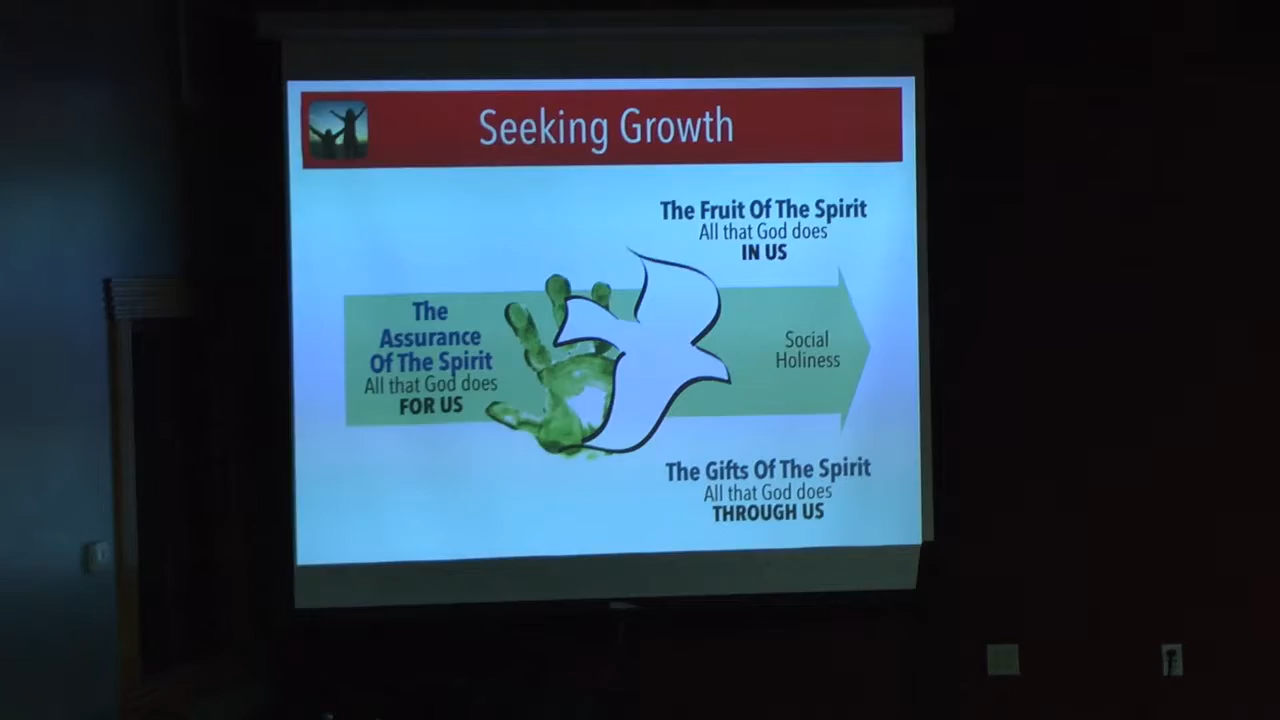 Seeking Growth
The Fruit Of The Spirit
All that God does
IN US
The
Assurance
Of The Spirit
All that God does
FOR US
Social
Holiness
The Gifts Of The Spirit
All that God does
THROUGH US